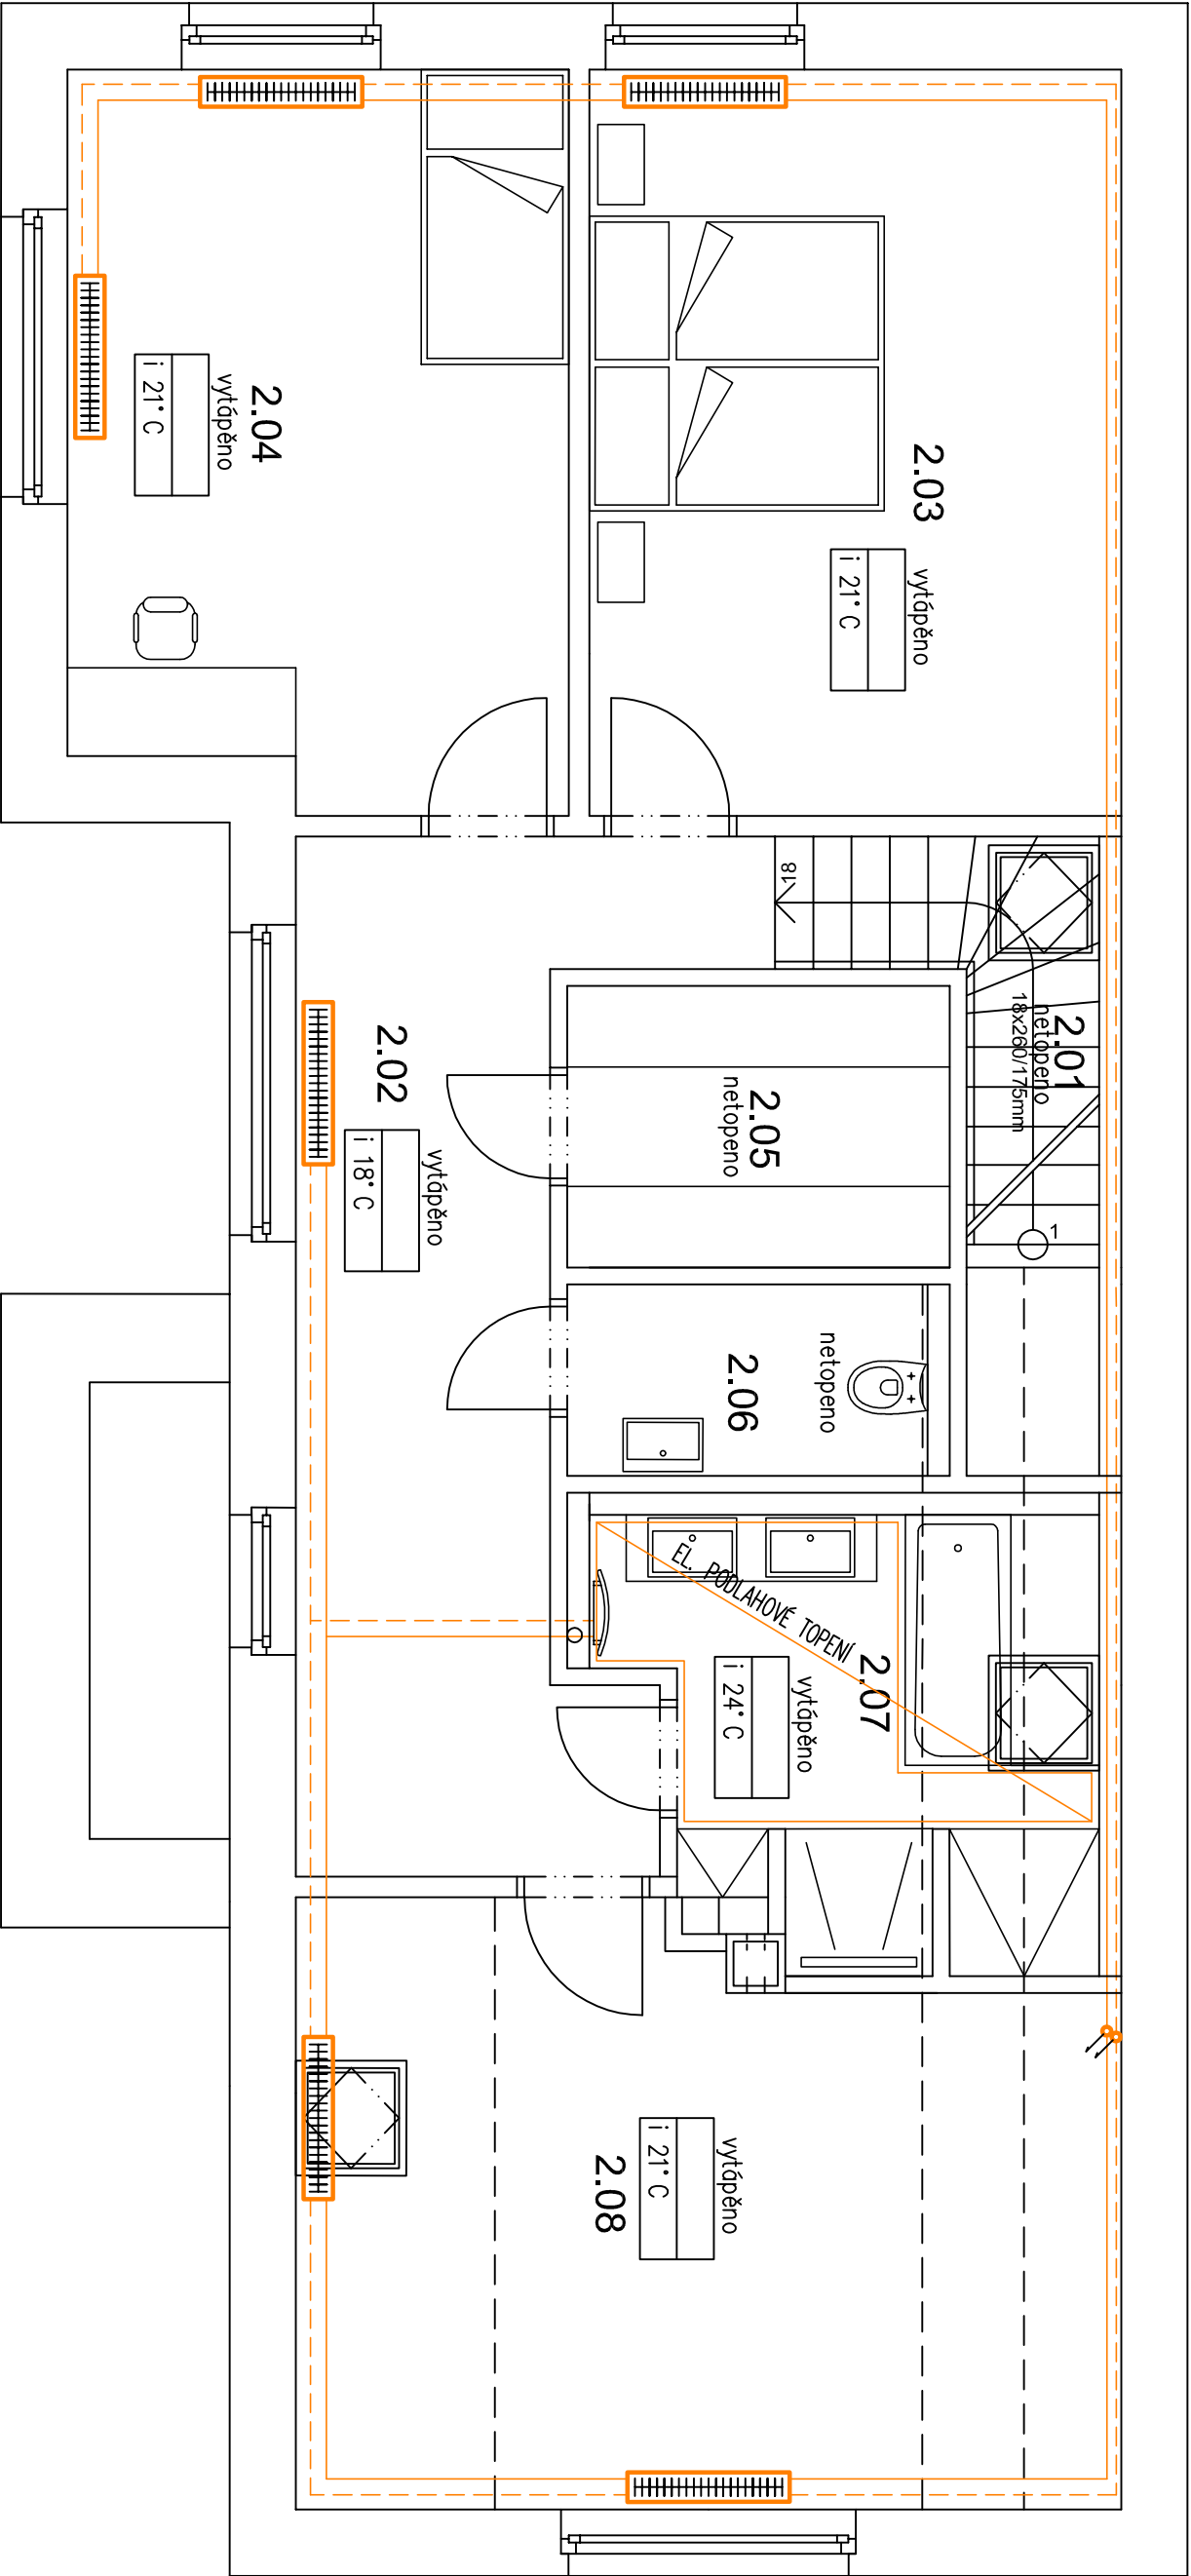 2.01
netopeno
18x260/175mm
1
18
2.03
vytápěno
i 21° C
2.04
vytápěno
i 21° C
2.05
netopeno
2.02
vytápěno
i 18° C
2.06
netopeno
EL. PODLAHOVÉ TOPENÍ
2.07
vytápěno
i 24° C
vytápěno
i 21° C
2.08